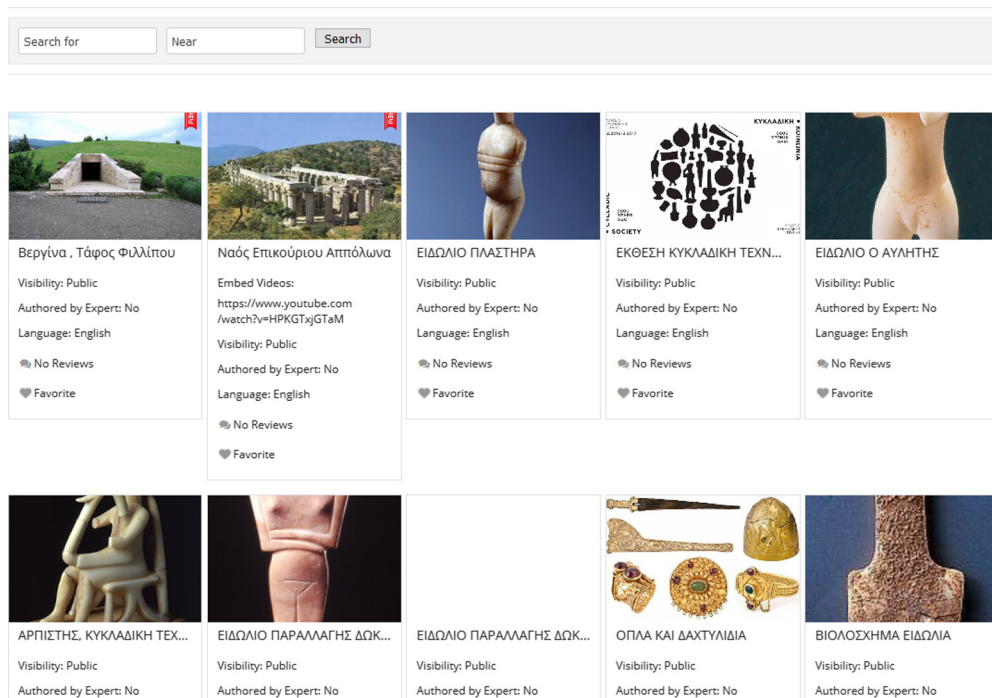 Search for
Near
Search
ΚΥΚΛΑΔΙΚΗ
ΚΟΙΝΩΝΙΑ
5000
SOCIETY
Βεργίνα , Τάφος Φιλλίπου
Visibility: Public
Authored by Expert: No
Language: English
No Reviews
Favorite
Ναός Επικούριου Αππόλωνα
Embed Videos:
https://www.youtube.com
/watch?v=HPKGTxjGTaM
Visibility: Public
Authored by Expert: No
Language: English
No Reviews
Favorite
ΕΙΔΩΛΙΟ ΠΛΑΣΤΗΡΑ
Visibility: Public
Authored by Expert: No
Language: English
No Reviews
Favorite
ΕΚΘΕΣΗ ΚΥΚΛΑΔΙΚΗ ΤΕΧΝ...
Visibility: Public
Authored by Expert: No
Language: English
No Reviews
Favorite
ΕΙΔΩΛΙΟ Ο ΑΥΛΗΤΗΣ
Visibility: Public
Authored by Expert: No
Language: English
No Reviews
Favorite
ΑΡΠΙΣΤΗΣ, ΚΥΚΛΑΔΙΚΗ ΤΕΧ...
Visibility: Public
Authored by Expert: No
ΕΙΔΩΛΙΟ ΠΑΡΑΛΛΑΓΗΣ ΔΩΚ...
Visibility: Public
Authored by Expert: No
ΕΙΔΩΛΙΟ ΠΑΡΑΛΛΑΓΗΣ ΔΩΚ...
Visibility: Public
Authored by Expert: No
ΟΠΛΑ ΚΑΙ ΔΑΧΤΥΛΙΔΙΑ
Visibility: Public
Authored by Expert: No
ΒΙΟΛΟΣΧΗΜΑ ΕΙΔΩΛΙΑ
Visibility: Public
Authored by Expert: No